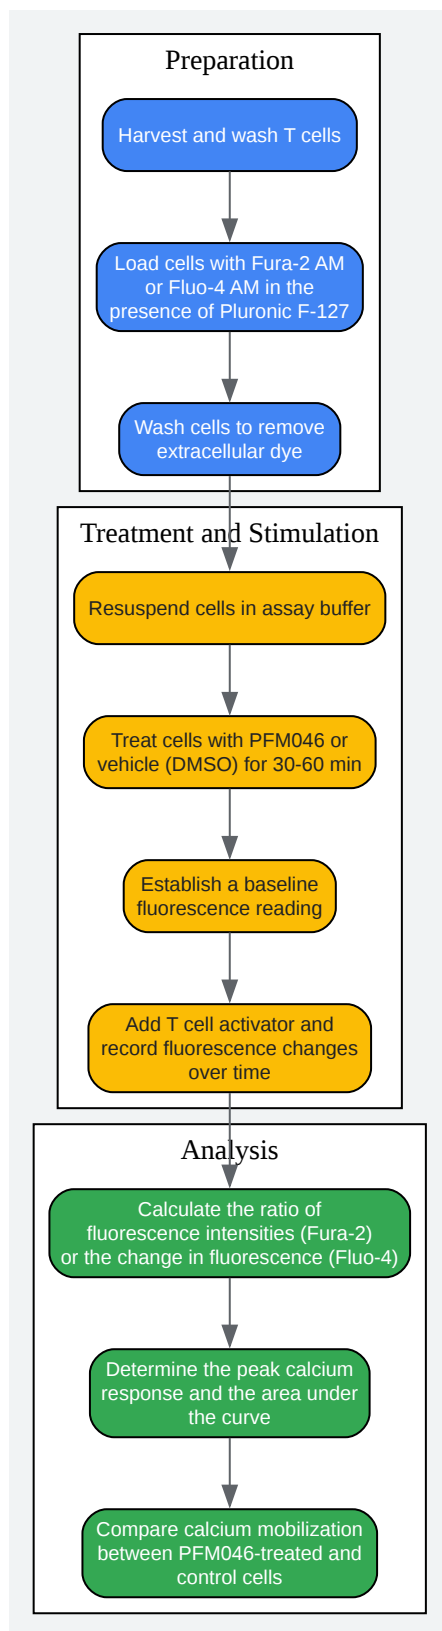 Preparation
Harvest and wash T cells
Load cells with Fura-2 AM
or Fluo-4 AM in the
presence of Pluronic F-127
Wash cells to remove
extracellular dye
Treatment and Stimulation
Resuspend cells in assay buffer
Treat cells with PFM046 or
vehicle (DMSO) for 30-60 min
Establish a baseline
fluorescence reading
Add T cell activator and
record fluorescence changes
over time
Analysis
Calculate the ratio of
fluorescence intensities (Fura-2)
or the change in fluorescence (Fluo-4)
Determine the peak calcium
response and the area under
the curve
Compare calcium mobilization
between PFM046-treated and
control cells